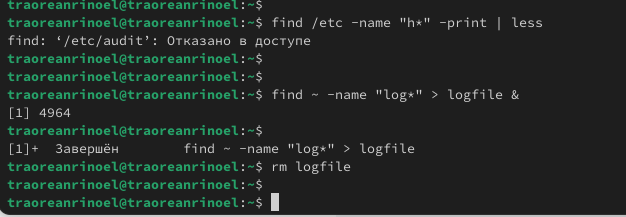 traoreanrinoel@traoreanrinoel:~$
traoreanrinoel@traoreanrinoel:~$ find /etc -name "h*" -print | less
find: ‘/etc/audit’: Отказано в доступе
traoreanrinoel@traoreanrinoel:~$
traoreanrinoel@traoreanrinoel:~$
traoreanrinoel@traoreanrinoel:~$ find ~ -name "log*" > logfile &
[1] 4964
traoreanrinoel@traoreanrinoel:~$
[1]+  Завершён        find ~ -name "log*" > logfile
traoreanrinoel@traoreanrinoel:~$ rm logfile
traoreanrinoel@traoreanrinoel:~$
traoreanrinoel@traoreanrinoel:~$